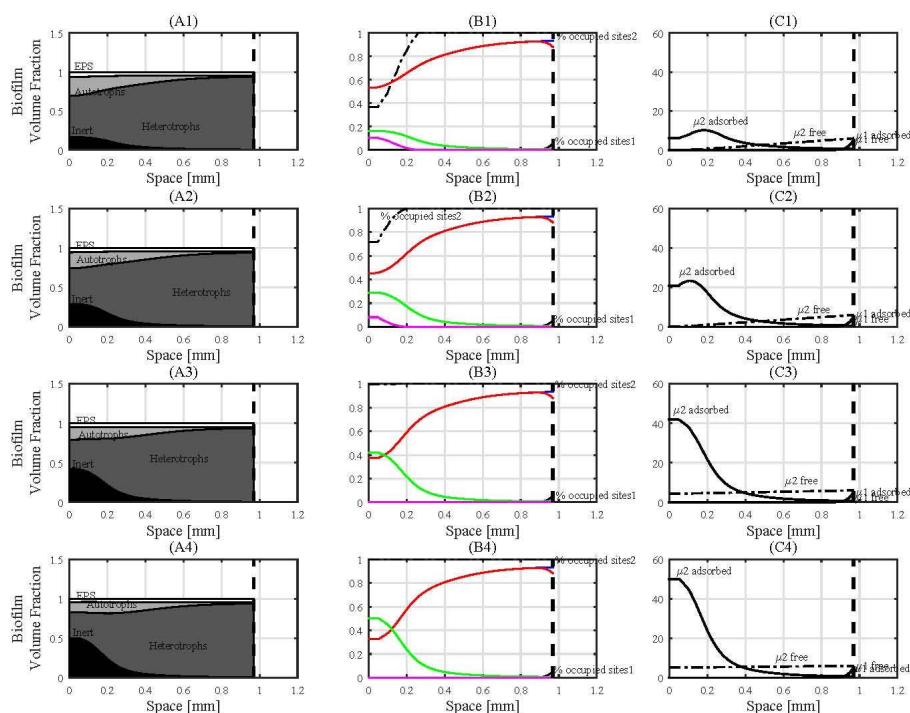 (A1) (B1) (C1)
Biofilm
Volume Fraction
1.5
1
0.5
0
EPS
Autotrophs
Inert
Heterotrophs
0 0.2 0.4 0.6 0.8 1 1.2
Space [mm]
1
0.8
0.6
0.4
0.2
0
% occupied sites2
% occupied sites1
0 0.2 0.4 0.6 0.8 1 1.2
Space [mm]
60
40
20
0
μ2 adsorbed
μ2 free
μ1 adsorbed
μ1 free
0 0.2 0.4 0.6 0.8 1 1.2
Space [mm]
(A2) (B2) (C2)
Biofilm
Volume Fraction
1.5
1
0.5
0
EPS
Autotrophs
Inert
Heterotrophs
0 0.2 0.4 0.6 0.8 1 1.2
Space [mm]
1
0.8
0.6
0.4
0.2
0
% occupied sites2
% occupied sites1
0 0.2 0.4 0.6 0.8 1 1.2
Space [mm]
60
40
20
0
μ2 adsorbed
μ2 free
μ1 adsorbed
μ1 free
0 0.2 0.4 0.6 0.8 1 1.2
Space [mm]
(A3) (B3) (C3)
Biofilm
Volume Fraction
1.5
1
0.5
0
EPS
Autotrophs
Inert
Heterotrophs
0 0.2 0.4 0.6 0.8 1 1.2
Space [mm]
1
0.8
0.6
0.4
0.2
0
% occupied sites2
% occupied sites1
0 0.2 0.4 0.6 0.8 1 1.2
Space [mm]
60
40
20
0
μ2 adsorbed
μ2 free
μ1 adsorbed
μ1 free
0 0.2 0.4 0.6 0.8 1 1.2
Space [mm]
(A4) (B4) (C4)
Biofilm
Volume Fraction
1.5
1
0.5
0
EPS
Autotrophs
Inert
Heterotrophs
0 0.2 0.4 0.6 0.8 1 1.2
Space [mm]
1
0.8
0.6
0.4
0.2
0
% occupied sites2
% occupied sites1
0 0.2 0.4 0.6 0.8 1 1.2
Space [mm]
60
40
20
0
μ2 adsorbed
μ2 free
μ1 free
μ1 adsorbed
0 0.2 0.4 0.6 0.8 1 1.2
Space [mm]